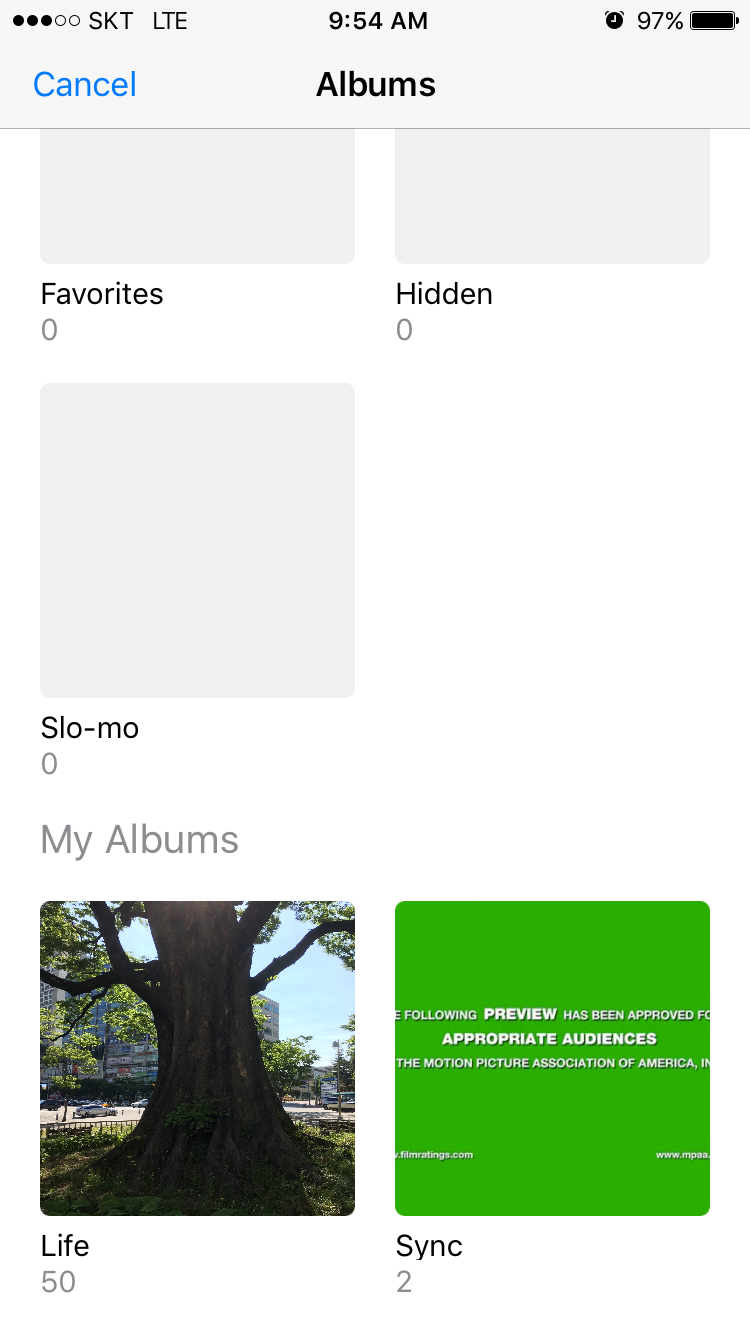 SKT LTE 9:54 AM 97%
Cancel Albums
Favorites Hidden
0 0
Slo-mo
0
My Albums
E FOLLOWING PREVIEW HAS BEEN APPROVED FO
APPROPRIATE AUDIENCES
THE MOTION PICTURE ASSOCIATION OF AMERICA, IN
.filmratings.com www.mpaa.
Life Sync
50 2